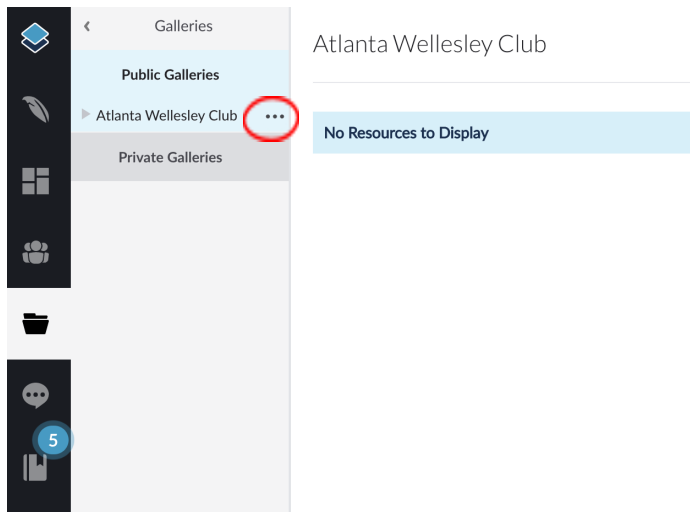 Galleries
Public Galleries
Atlanta Wellesley Club
Private Galleries
5
Atlanta Wellesley Club
No Resources to Display